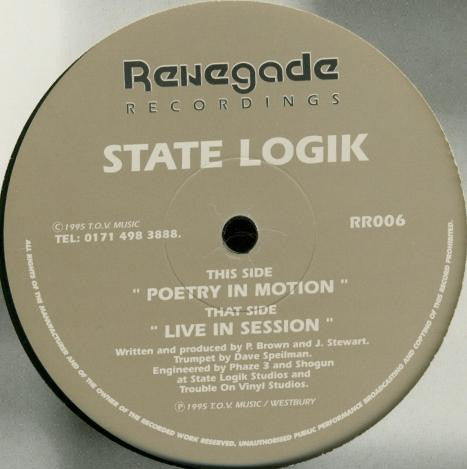 Renegade
RECORDINGS
STATE LOGIK
© 1995 T.O.V. MUSIC
TEL: 0171 498 3888.
RR006
THIS SIDE
" POETRY IN MOTION "
THAT SIDE
" LIVE IN SESSION "
Written and produced by P. Brown and J. Stewart.
Trumpet by Dave Speilman.
Engineered by Phaze 3 and Shogun
at State Logik Studios and
Trouble On Vinyl Studios.
℗ 1995 T.O.V. MUSIC / WESTBURY
ALL RIGHTS OF THE MANUFACTURER AND OF THE OWNER OF THE RECORDED WORK RESERVED. UNAUTHORISED PUBLIC PERFORMANCE BROADCASTING AND COPYING OF THIS RECORD PROHIBITED.